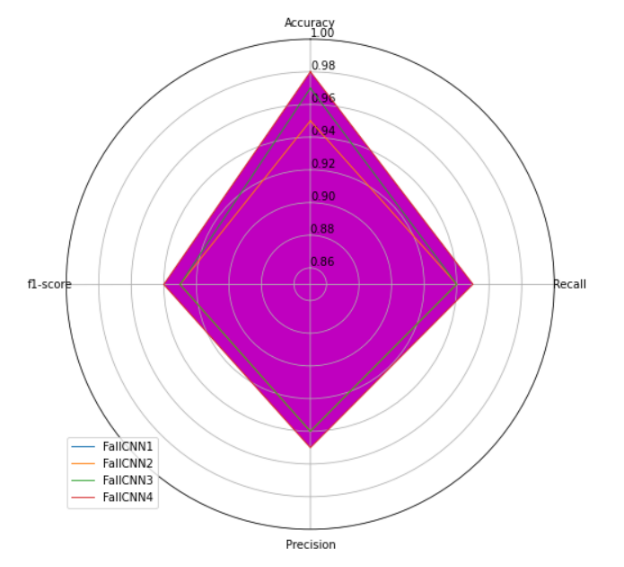 Accuracy
1.00
0.98
0.96
0.94
0.92
0.90
0.88
0.86
f1-score
Recall
FallCNN1
FallCNN2
FallCNN3
FallCNN4
Precision